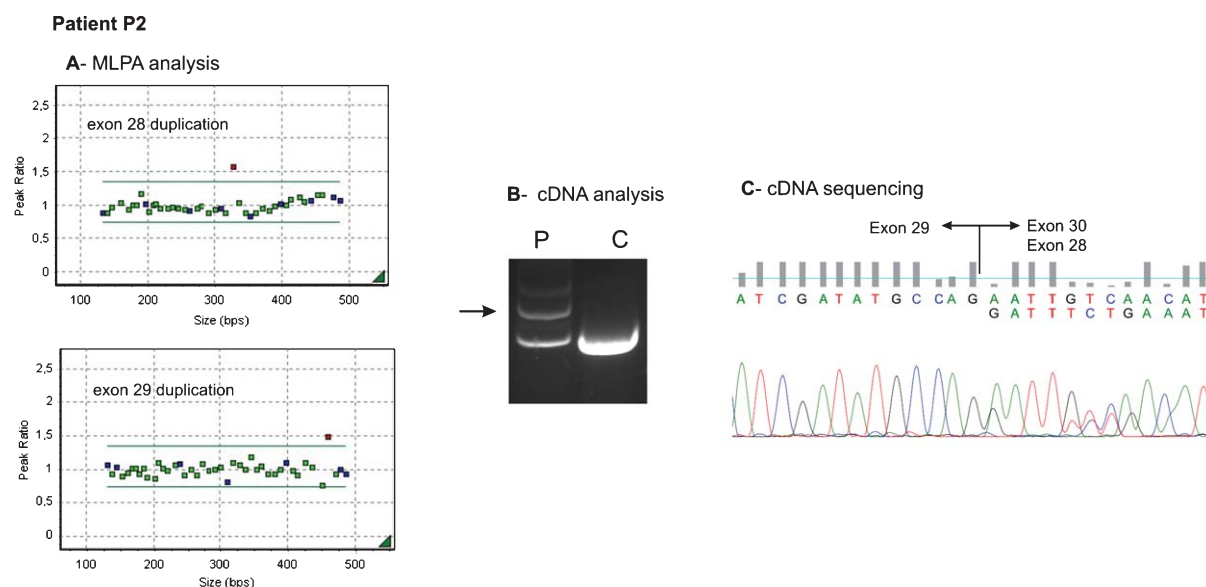 Patient P2
A- MLPA analysis
exon 28 duplication
Peak Ratio
2,5
2
1,5
1
0,5
0
100 200 300 400 500
Size (bps)
exon 29 duplication
Peak Ratio
2,5
2
1,5
1
0,5
0
100 200 300 400 500
Size (bps)
B- cDNA analysis
P C
C- cDNA sequencing
Exon 29
Exon 30
Exon 28
A T C G A T A T G C C A G A A T T G T C A A C A T
G A T T T C T G A A A T